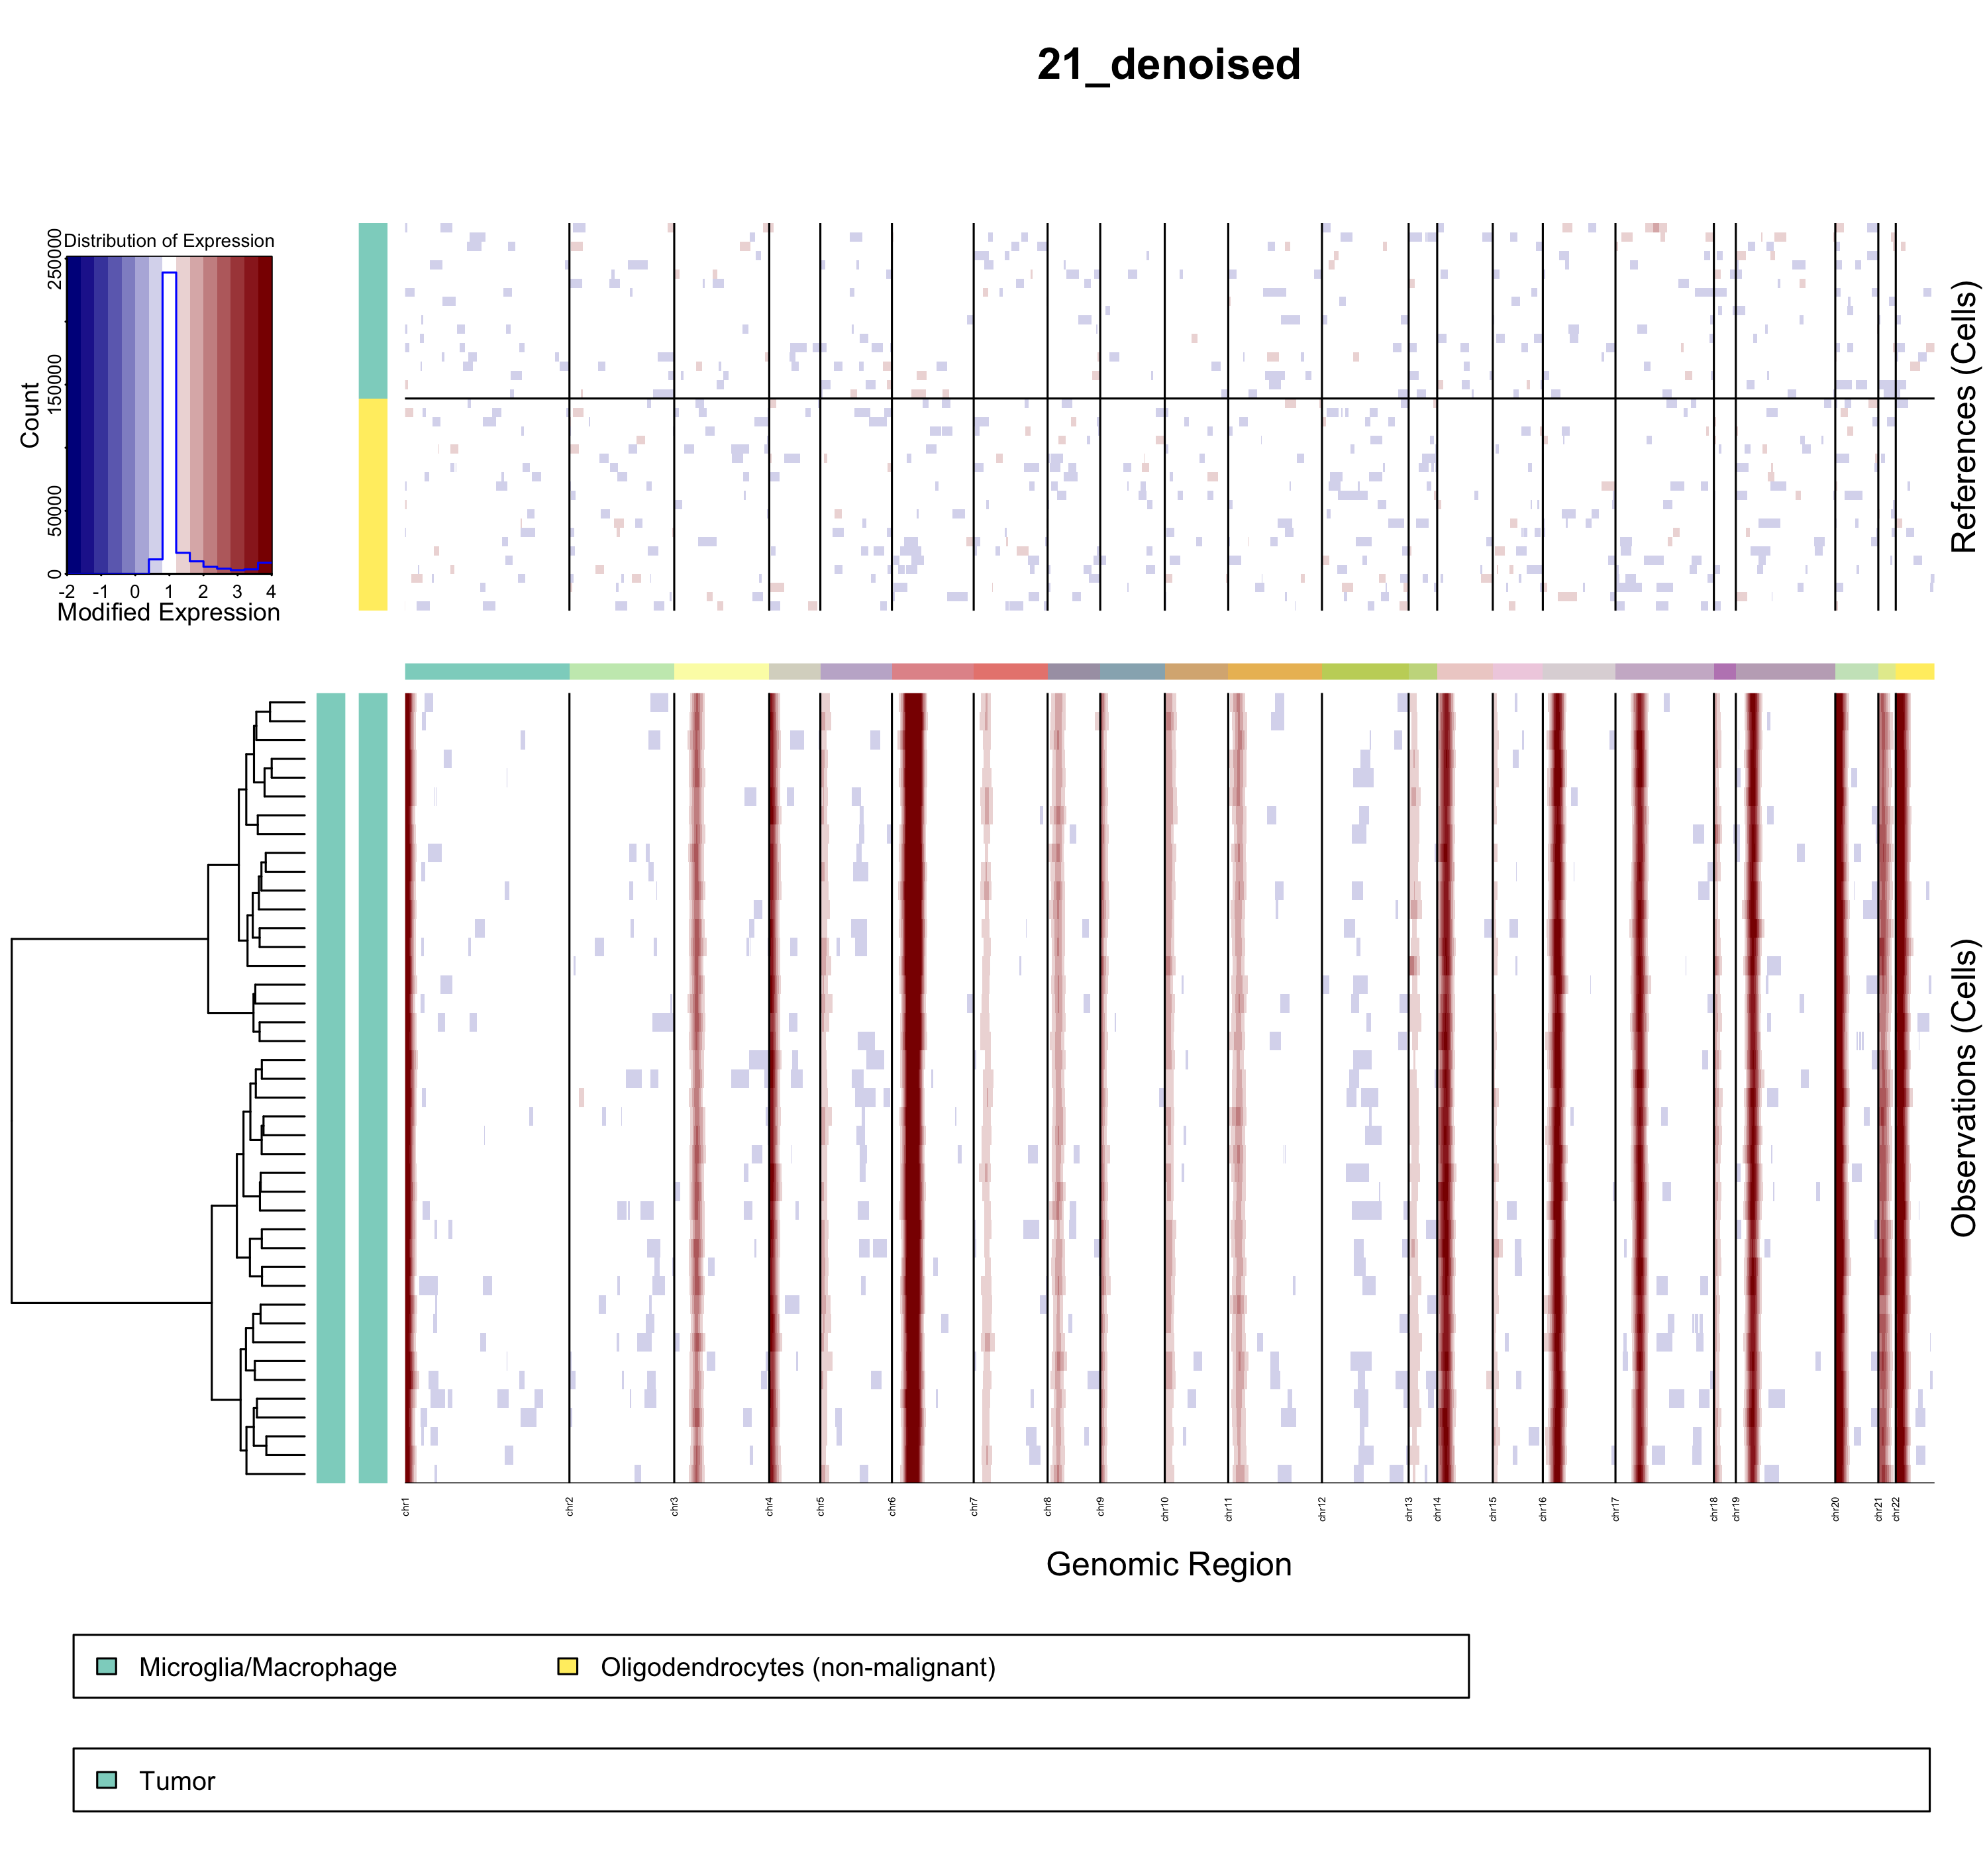 21_denoised
Distribution of Expression
Count
0
50000
150000
250000
-2 -1 0 1 2 3 4
Modified Expression
References (Cells)
Observations (Cells)
chr1 chr2 chr3 chr4 chr5 chr6 chr7 chr8 chr9 chr10 chr11 chr12 chr13 chr14 chr15 chr16 chr17 chr18 chr19 chr20 chr21 chr22
Genomic Region
Microglia/Macrophage Oligodendrocytes (non-malignant)
Tumor